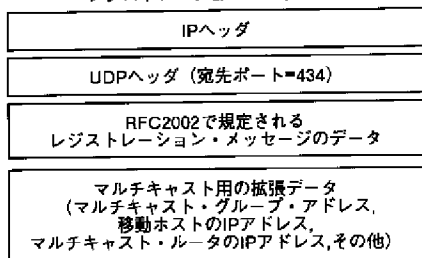 IPヘッダ
UDPヘッダ（宛先ポート=434）
RFC2002で規定される
レジストレーション・メッセージのデータ
マルチキャスト用の拡張データ
（マルチキャスト・グループ・アドレス,
移動ホストのIPアドレス,
マルチキャスト・ルータのIPアドレス,その他）